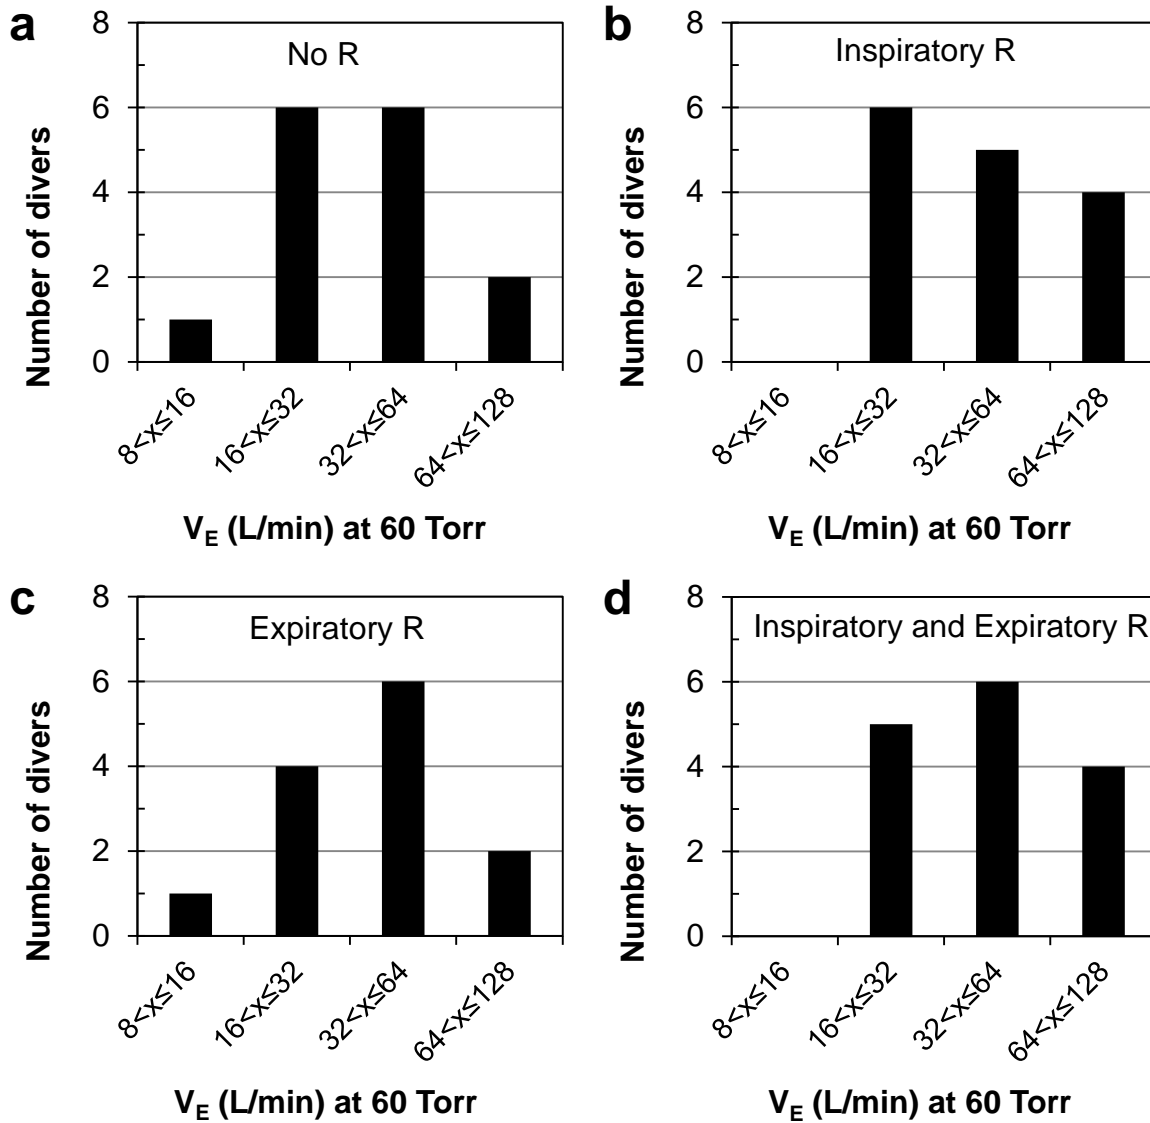 a
No R
Number of divers
8
6
4
2
0
8<x≤16
16<x≤32
32<x≤64
64<x≤128
V_E (L/min) at 60 Torr
b
Inspiratory R
Number of divers
8
6
4
2
0
8<x≤16
16<x≤32
32<x≤64
64<x≤128
V_E (L/min) at 60 Torr
c
Expiratory R
Number of divers
8
6
4
2
0
8<x≤16
16<x≤32
32<x≤64
64<x≤128
V_E (L/min) at 60 Torr
d
Inspiratory and Expiratory R
Number of divers
8
6
4
2
0
8<x≤16
16<x≤32
32<x≤64
64<x≤128
V_E (L/min) at 60 Torr